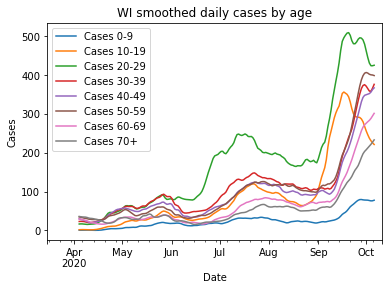 WI smoothed daily cases by age
Cases 0-9
Cases 10-19
Cases 20-29
Cases 30-39
Cases 40-49
Cases 50-59
Cases 60-69
Cases 70+
500
400
300
200
100
0
Cases
Apr May Jun Jul Aug Sep Oct
2020
Date